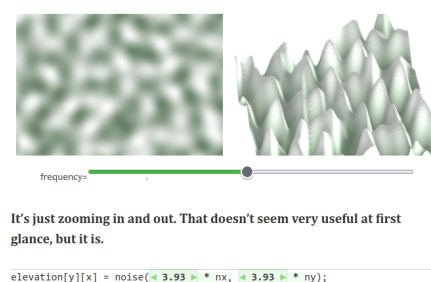 frequency=
It's just zooming in and out. That doesn't seem very useful at first
glance, but it is.
elevation[y][x] = noise(◄ 3.93 ► * nx, ◄ 3.93 ► * ny);